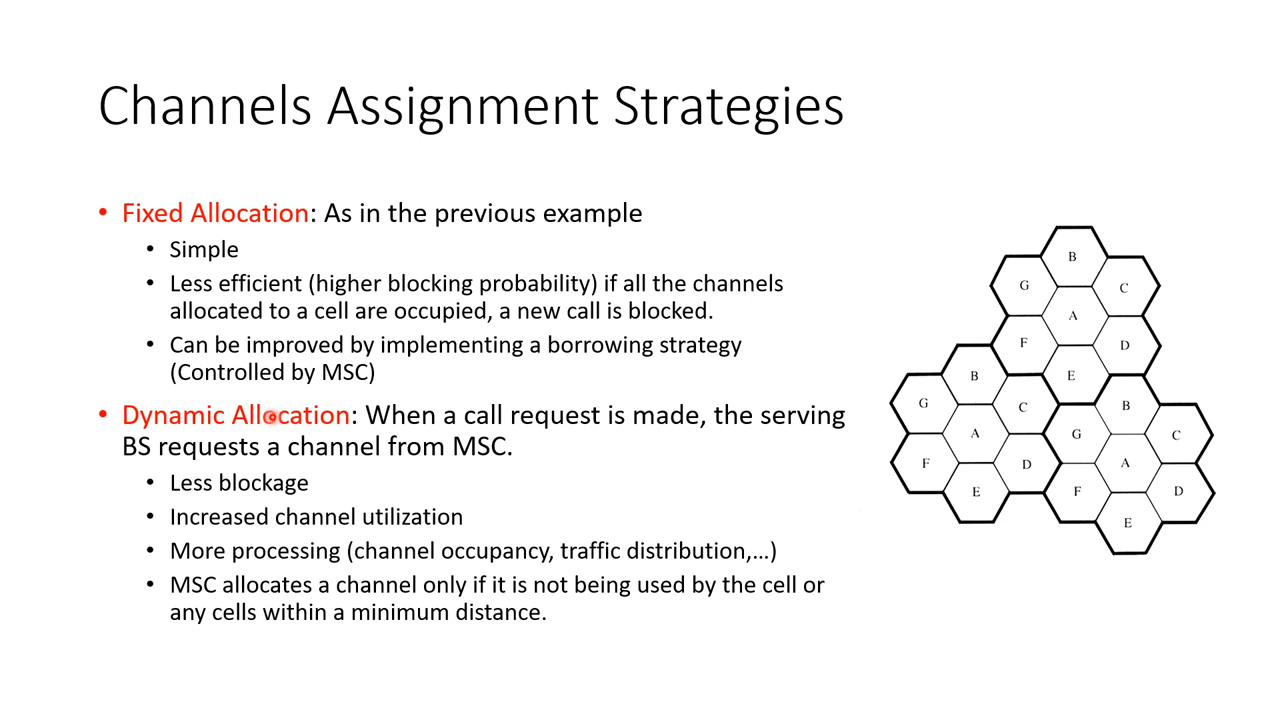 Channels Assignment Strategies
• Fixed Allocation: As in the previous example
• Simple
• Less efficient (higher blocking probability) if all the channels
allocated to a cell are occupied, a new call is blocked.
• Can be improved by implementing a borrowing strategy
(Controlled by MSC)
• Dynamic Allocation: When a call request is made, the serving
BS requests a channel from MSC.
• Less blockage
• Increased channel utilization
• More processing (channel occupancy, traffic distribution,...)
• MSC allocates a channel only if it is not being used by the cell or
any cells within a minimum distance.
B
G C
A
F D
B E
G C B
A G C
F D A
E F D
E